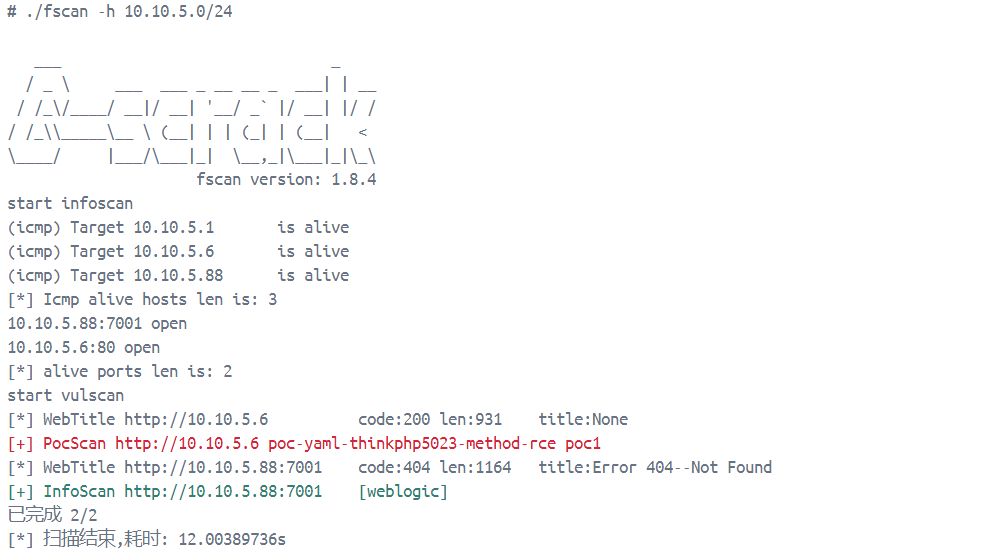 # ./fscan -h 10.10.5.0/24
   ___                              _
  / _ \     ___  ___ _ __ __ _  ___| | __
 / /_\/____/ __|/ __| '__/ _` |/ __| |/ /
/ /_\\_____\__ \ (__| | | (_| | (__|   <
\____/     |___/\___|_|  \__,_|\___|_|\_\
                     fscan version: 1.8.4
start infoscan
(icmp) Target 10.10.5.1       is alive
(icmp) Target 10.10.5.6       is alive
(icmp) Target 10.10.5.88      is alive
[*] Icmp alive hosts len is: 3
10.10.5.88:7001 open
10.10.5.6:80 open
[*] alive ports len is: 2
start vulscan
[*] WebTitle http://10.10.5.6          code:200 len:931    title:None
[+] PocScan http://10.10.5.6 poc-yaml-thinkphp5023-method-rce poc1
[*] WebTitle http://10.10.5.88:7001    code:404 len:1164   title:Error 404--Not Found
[+] InfoScan http://10.10.5.88:7001    [weblogic]
已完成 2/2
[*] 扫描结束,耗时: 12.00389736s